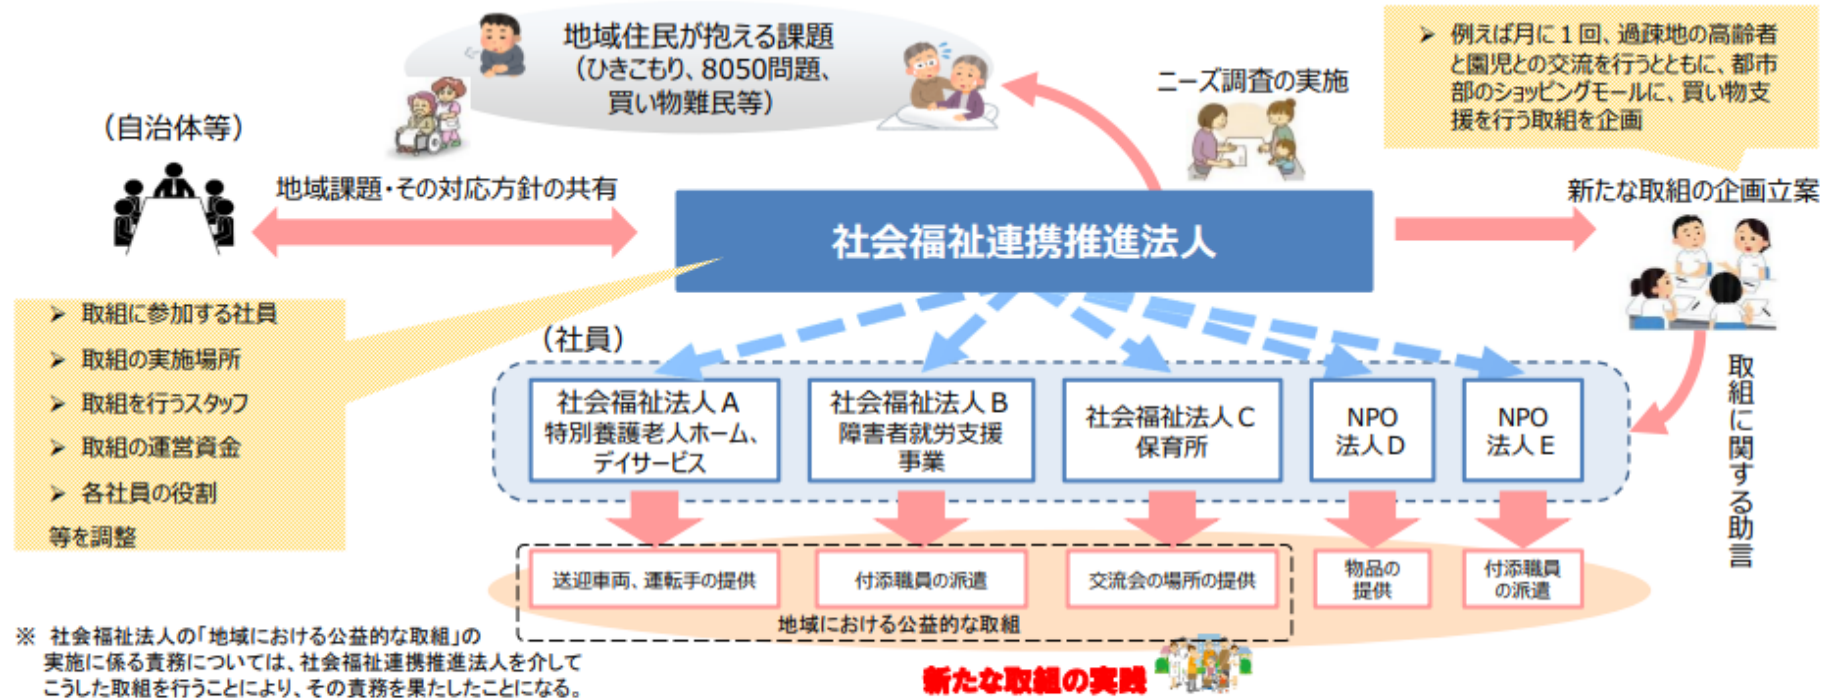 地域住民が抱える課題
（ひきこもり、8050問題、
買い物難民等）
ニーズ調査の実施
➢ 例えば月に１回、過疎地の高齢者
と園児との交流を行うとともに、都市
部のショッピングモールに、買い物支
援を行う取組を企画
（自治体等）
地域課題・その対応方針の共有
社会福祉連携推進法人
新たな取組の企画立案
➢ 取組に参加する社員
➢ 取組の実施場所
➢ 取組を行うスタッフ
➢ 取組の運営資金
➢ 各社員の役割
等を調整
（社員）
社会福祉法人Ａ
特別養護老人ホーム、
デイサービス
社会福祉法人Ｂ
障害者就労支援
事業
社会福祉法人Ｃ
保育所
NPO
法人Ｄ
NPO
法人Ｅ
取組に関する助言
送迎車両、運転手の提供
付添職員の派遣
交流会の場所の提供
物品の
提供
付添職員
の派遣
地域における公益的な取組
新たな取組の実践
※ 社会福祉法人の「地域における公益的な取組」の
実施に係る責務については、社会福祉連携推進法人を介して
こうした取組を行うことにより、その責務を果たしたことになる。